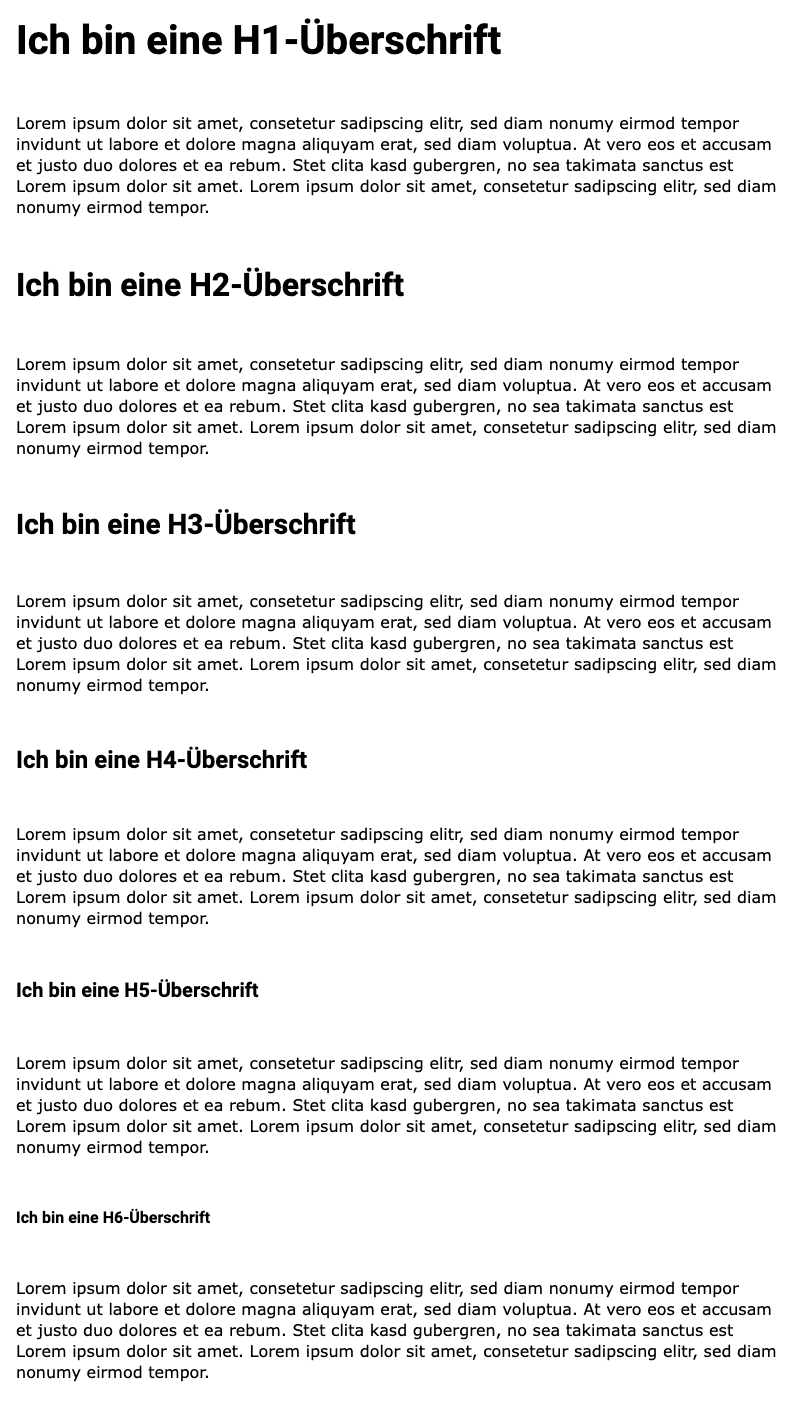 Ich bin eine H1-Überschrift
Lorem ipsum dolor sit amet, consetetur sadipscing elitr, sed diam nonumy eirmod tempor
invidunt ut labore et dolore magna aliquyam erat, sed diam voluptua. At vero eos et accusam
et justo duo dolores et ea rebum. Stet clita kasd gubergren, no sea takimata sanctus est
Lorem ipsum dolor sit amet. Lorem ipsum dolor sit amet, consetetur sadipscing elitr, sed diam
nonumy eirmod tempor.
Ich bin eine H2-Überschrift
Lorem ipsum dolor sit amet, consetetur sadipscing elitr, sed diam nonumy eirmod tempor
invidunt ut labore et dolore magna aliquyam erat, sed diam voluptua. At vero eos et accusam
et justo duo dolores et ea rebum. Stet clita kasd gubergren, no sea takimata sanctus est
Lorem ipsum dolor sit amet. Lorem ipsum dolor sit amet, consetetur sadipscing elitr, sed diam
nonumy eirmod tempor.
Ich bin eine H3-Überschrift
Lorem ipsum dolor sit amet, consetetur sadipscing elitr, sed diam nonumy eirmod tempor
invidunt ut labore et dolore magna aliquyam erat, sed diam voluptua. At vero eos et accusam
et justo duo dolores et ea rebum. Stet clita kasd gubergren, no sea takimata sanctus est
Lorem ipsum dolor sit amet. Lorem ipsum dolor sit amet, consetetur sadipscing elitr, sed diam
nonumy eirmod tempor.
Ich bin eine H4-Überschrift
Lorem ipsum dolor sit amet, consetetur sadipscing elitr, sed diam nonumy eirmod tempor
invidunt ut labore et dolore magna aliquyam erat, sed diam voluptua. At vero eos et accusam
et justo duo dolores et ea rebum. Stet clita kasd gubergren, no sea takimata sanctus est
Lorem ipsum dolor sit amet. Lorem ipsum dolor sit amet, consetetur sadipscing elitr, sed diam
nonumy eirmod tempor.
Ich bin eine H5-Überschrift
Lorem ipsum dolor sit amet, consetetur sadipscing elitr, sed diam nonumy eirmod tempor
invidunt ut labore et dolore magna aliquyam erat, sed diam voluptua. At vero eos et accusam
et justo duo dolores et ea rebum. Stet clita kasd gubergren, no sea takimata sanctus est
Lorem ipsum dolor sit amet. Lorem ipsum dolor sit amet, consetetur sadipscing elitr, sed diam
nonumy eirmod tempor.
Ich bin eine H6-Überschrift
Lorem ipsum dolor sit amet, consetetur sadipscing elitr, sed diam nonumy eirmod tempor
invidunt ut labore et dolore magna aliquyam erat, sed diam voluptua. At vero eos et accusam
et justo duo dolores et ea rebum. Stet clita kasd gubergren, no sea takimata sanctus est
Lorem ipsum dolor sit amet. Lorem ipsum dolor sit amet, consetetur sadipscing elitr, sed diam
nonumy eirmod tempor.